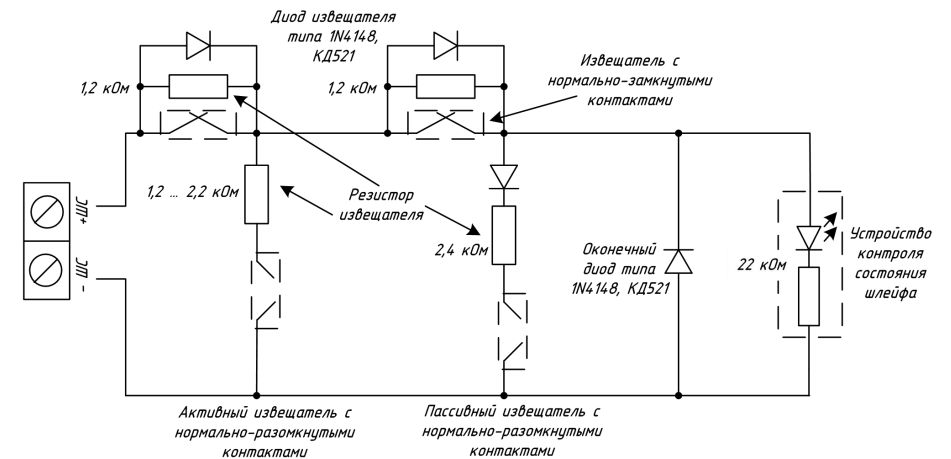 Диод извещателя
типа 1N4148,
КД521
1,2 кОм
1,2 кОм
Извещатель с
нормально-замкнутыми
контактами
+ШС
- ШС
1,2 ... 2,2 кОм
Резистор
извещателя
2,4 кОм
Оконечный
диод типа
1N4148, КД521
22 кОм
Устройство
контроля
состояния
шлейфа
Активный извещатель с
нормально-разомкнутыми
контактами
Пассивный извещатель с
нормально-разомкнутыми
контактами